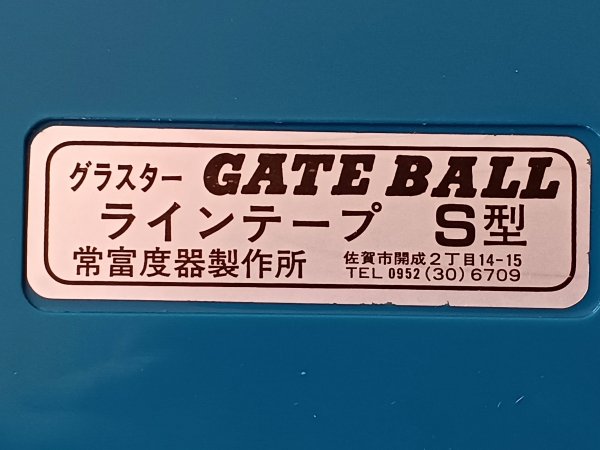 グラスター GATE BALL
ラインテープ S型
常富度器製作所
佐賀市開成2丁目14-15
TEL 0952 (30) 6709